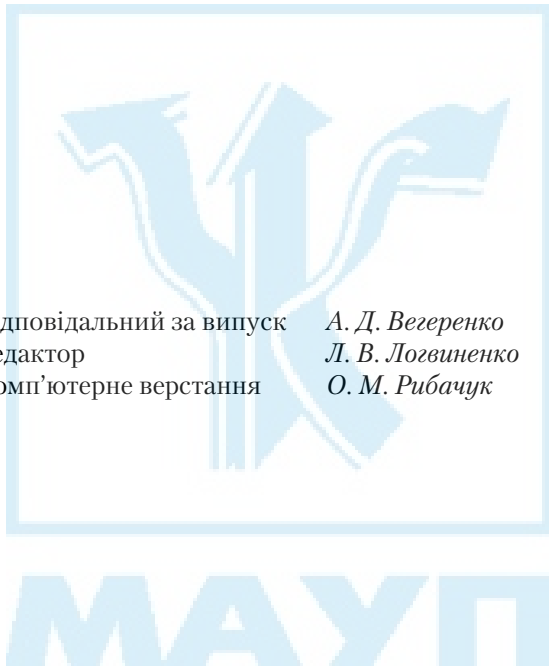 дповідальний за випуск А. Д. Вегеренко
едактор Л. В. Логвиненко
омп’ютерне верстання О. М. Рибачук
МАУП